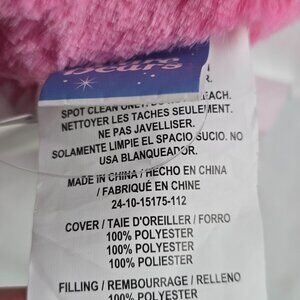 Bears
SPOT CLEAN ONLY. DO NOT BLEACH.
NETTOYER LES TACHES SEULEMENT.
NE PAS JAVELLISER.
SOLAMENTE LIMPIE EL ESPACIO SUCIO. NO
USA BLANQUEADOR.
MADE IN CHINA / HECHO EN CHINA
/ FABRIQUÉ EN CHINE
24-10-15175-112
COVER / TAIE D'OREILLER / FORRO
100% POLYESTER
100% POLYESTER
100% POLIESTER
FILLING / REMBOURRAGE / RELLENO
100% POLYESTER